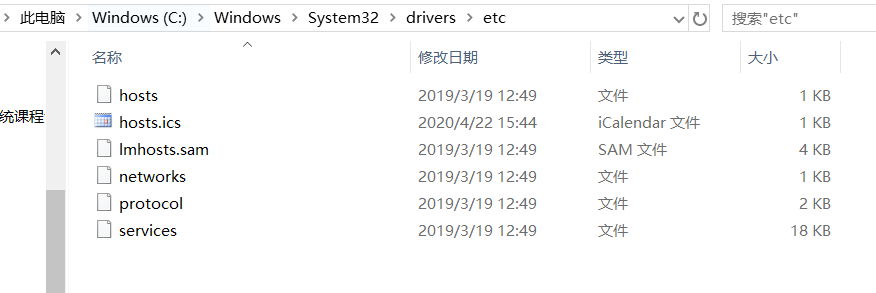 此电脑 > Windows (C:) > Windows > System32 > drivers > etc 搜索"etc"
名称 修改日期 类型 大小
hosts 2019/3/19 12:49 文件 1 KB
统课程 hosts.ics 2020/4/22 15:44 iCalendar 文件 1 KB
lmhosts.sam 2019/3/19 12:49 SAM 文件 4 KB
networks 2019/3/19 12:49 文件 1 KB
protocol 2019/3/19 12:49 文件 2 KB
services 2019/3/19 12:49 文件 18 KB